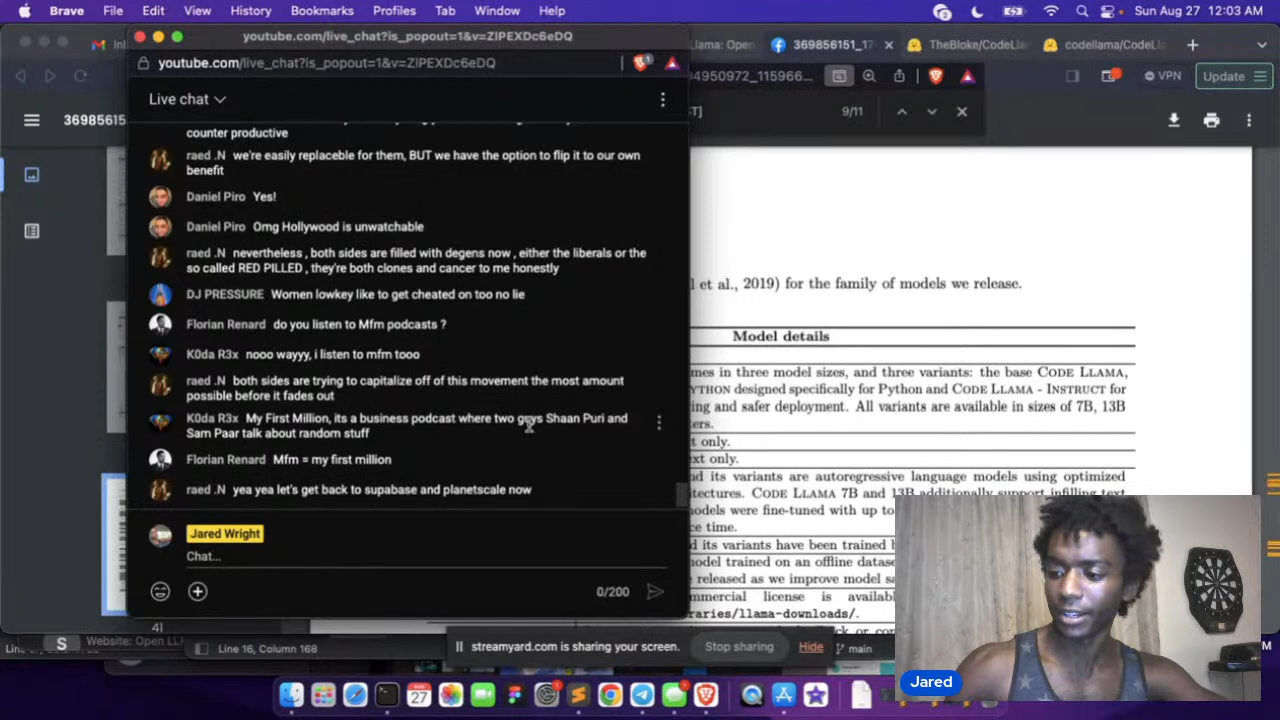 Brave File Edit View History Bookmarks Profiles Tab Window Help Sun Aug 27 12:03 AM
youtube.com/live_chat?is_popout=1&v=ZIPEXDc6eDQ
Llama: Open 369856151_17 TheBloke/CodeLla codellama/CodeLl
youtube.com/live_chat?is_popout=1&v=ZIPEXDc6eDQ
4950972_115966... VPN Update
Live chat
36985615
9/11
counter productive
raed .N we're easily replaceble for them, BUT we have the option to flip it to our own
benefit
Daniel Piro Yes!
Daniel Piro Omg Hollywood is unwatchable
raed .N nevertheless , both sides are filled with degens now , either the liberals or the
so called RED PILLED , they're both clones and cancer to me honestly
DJ PRESSURE Women lowkey like to get cheated on too no lie
Florian Renard do you listen to Mfm podcasts ?
K0da R3x nooo wayyy, i listen to mfm tooo
raed .N both sides are trying to capitalize off of this movement the most amount
possible before it fades out
K0da R3x My First Million, its a business podcast where two guys Shaan Puri and
Sam Paar talk about random stuff
Florian Renard Mfm = my first million
raed .N yea yea let's get back to supabase and planetscale now
Jared Wright
Chat...
0/200
l et al., 2019) for the family of models we release.
Model details
mes in three model sizes, and three variants: the base CODE LLAMA,
YTHON designed specifically for Python and CODE LLAMA - INSTRUCT for
ing and safer deployment. All variants are available in sizes of 7B, 13B
ters.
t only.
ext only.
nd its variants are autoregressive language models using optimized
itectures. CODE LLAMA 7B and 13B additionally support infilling text
odels were fine-tuned with up to
ce time.
nd its variants have been trained b
odel trained on an offline datase
e released as we improve model sa
mmercial license is availa
raries/llama-downloads/.
41
S Website: Open LL
Line 16, Column 168
streamyard.com is sharing your screen. Stop sharing Hide
main
AUG
27
Jared